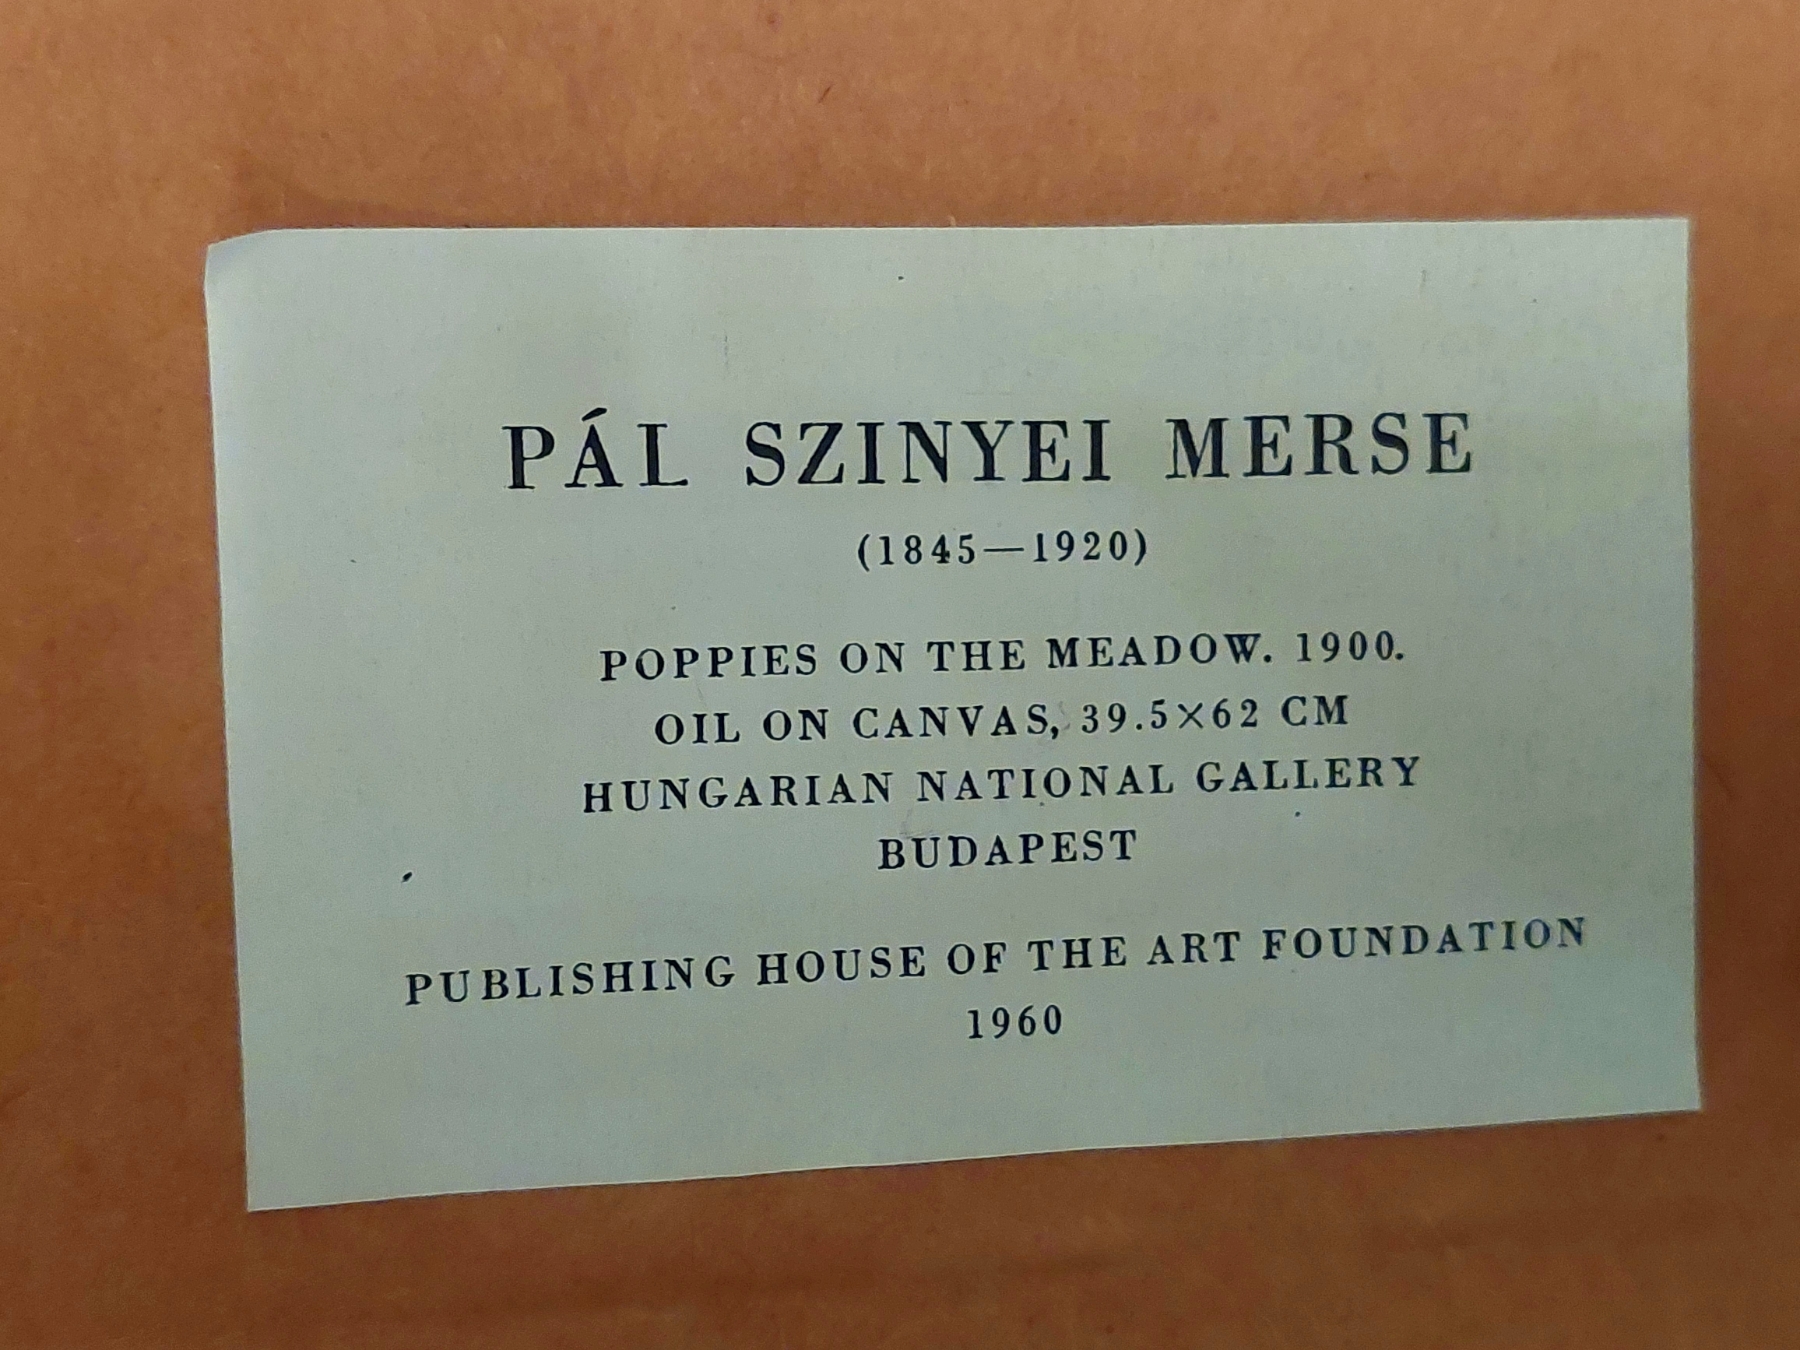 PÁL SZINYEI MERSE
(1845—1920)
POPPIES ON THE MEADOW. 1900.
OIL ON CANVAS, 39.5×62 CM
HUNGARIAN NATIONAL GALLERY
BUDAPEST
PUBLISHING HOUSE OF THE ART FOUNDATION
1960